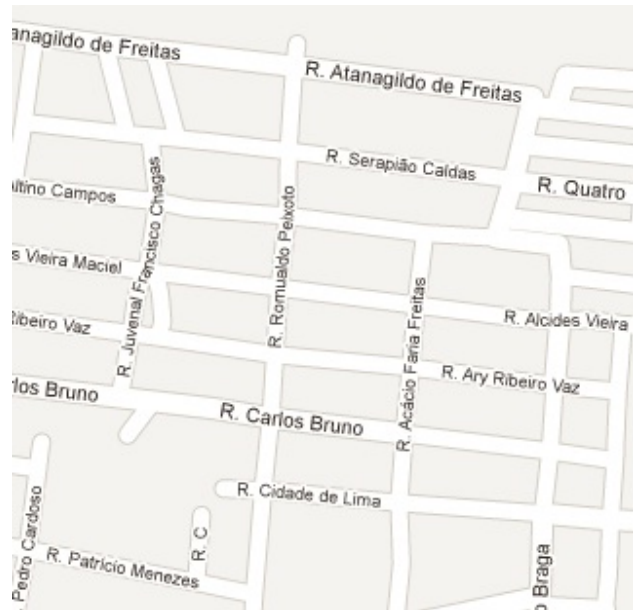 anagildo de Freitas
R. Atanagildo de Freitas
R. Serapião Caldas
R. Quatro
Altino Campos
R. Juvenal Francisco Chagas
R. Romualdo Peixoto
s Vieira Maciel
R. Acácio Faria Freitas
R. Alcides Vieira
Ribeiro Vaz
R. Ary Ribeiro Vaz
rlos Bruno
R. Carlos Bruno
R. Cidade de Lima
Pedro Cardoso
R. C
R. Patrício Menezes
o Braga